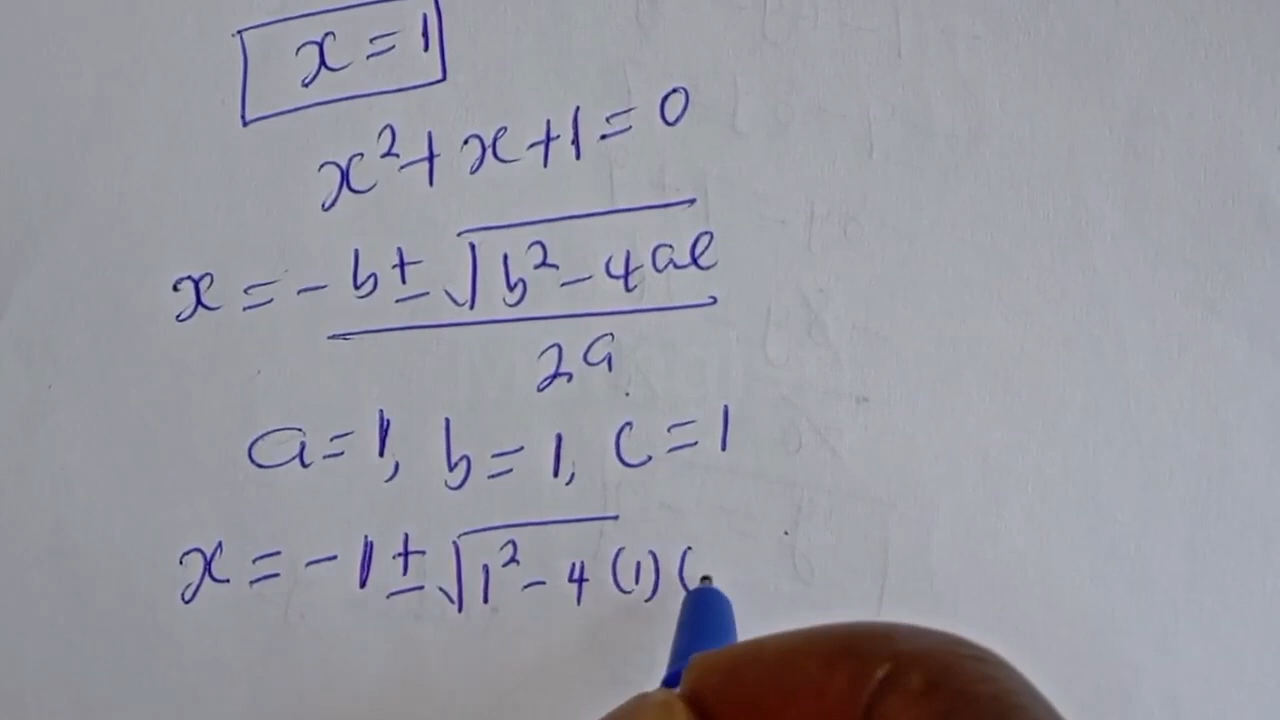 x = 1
x² + x + 1 = 0
x = -b ± √b² - 4ac
2a
a = 1, b = 1, c = 1
x = -1 ± √1² - 4 (1) (